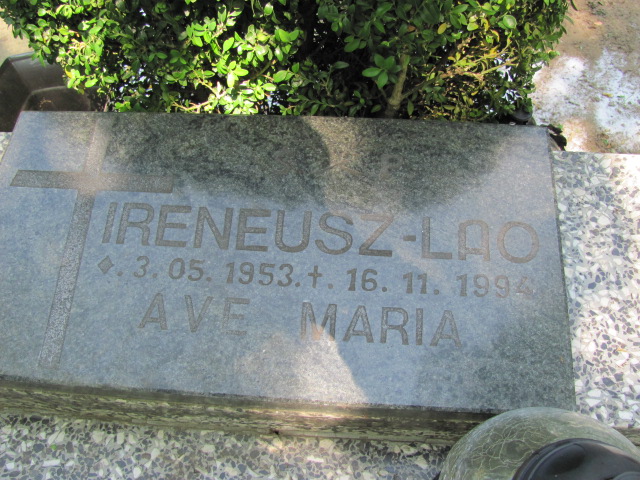 IRENEUSZ-LAO
3. 05. 1953. +. 16. 11. 1994
AVE MARIA